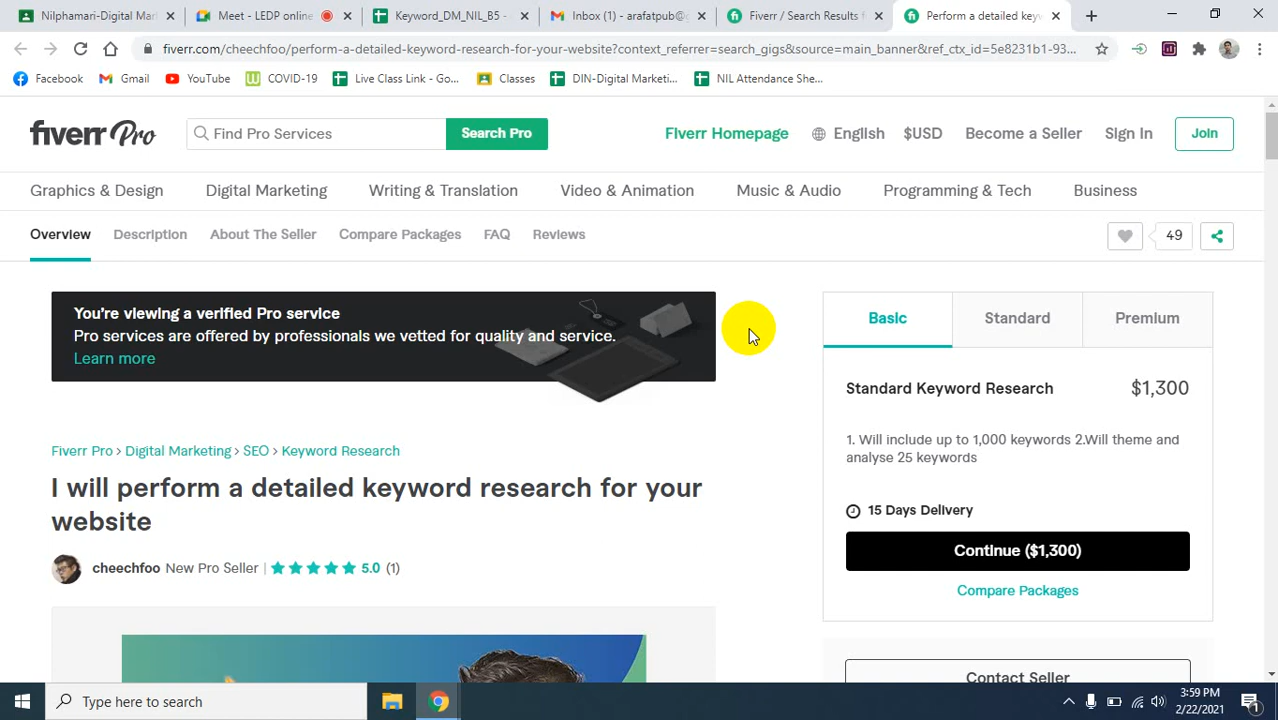 Nilphamari-Digital Mar
Meet - LEDP online
Keyword_DM_NIL_B5 -
Inbox (1) - arafatpub@g
Fiverr / Search Results f
Perform a detailed key
fiverr.com/cheechfoo/perform-a-detailed-keyword-research-for-your-website?context_referrer=search_gigs&source=main_banner&ref_ctx_id=5e8231b1-93...
Facebook
Gmail
YouTube
COVID-19
Live Class Link - Go...
Classes
DIN-Digital Marketi...
NIL Attendance She...
fiverr Pro
Find Pro Services
Search Pro
Fiverr Homepage
English
$USD
Become a Seller
Sign In
Join
Graphics & Design
Digital Marketing
Writing & Translation
Video & Animation
Music & Audio
Programming & Tech
Business
Overview
Description
About The Seller
Compare Packages
FAQ
Reviews
49
You're viewing a verified Pro service
Pro services are offered by professionals we vetted for quality and service.
Learn more
Fiverr Pro › Digital Marketing › SEO › Keyword Research
I will perform a detailed keyword research for your
website
cheechfoo New Pro Seller | 5.0 (1)
Basic
Standard
Premium
Standard Keyword Research
$1,300
1. Will include up to 1,000 keywords 2.Will theme and
analyse 25 keywords
15 Days Delivery
Continue ($1,300)
Compare Packages
Contact Seller
Type here to search
3:59 PM
2/22/2021
1